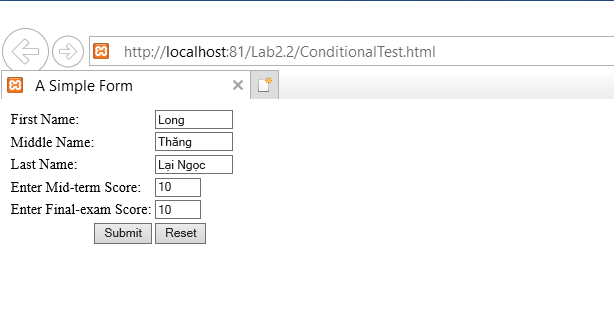 http://localhost:81/Lab2.2/ConditionalTest.html
A Simple Form
First Name: Long
Middle Name: Thăng
Last Name: Lại Ngọc
Enter Mid-term Score: 10
Enter Final-exam Score: 10
Submit Reset